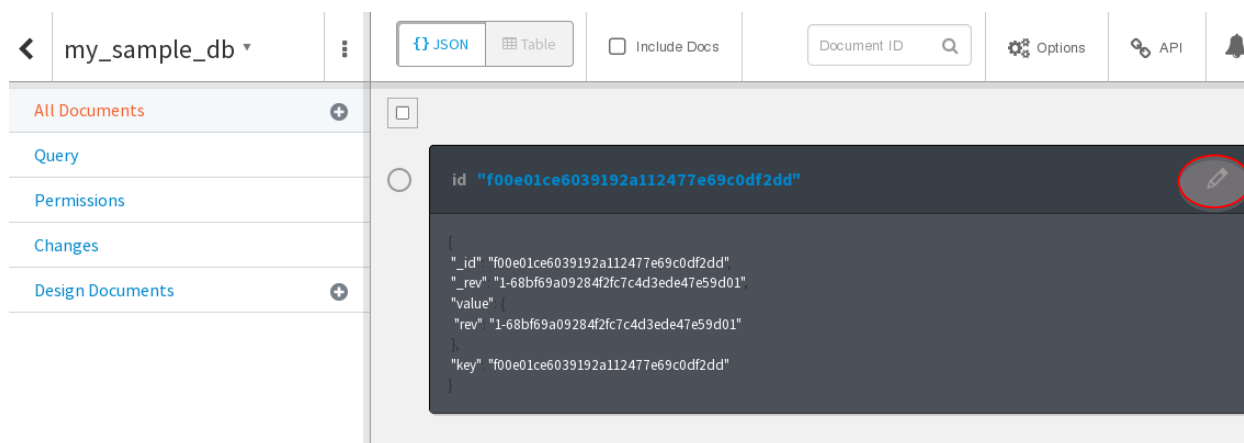 my_sample_db
{} JSON
Table
Include Docs
Document ID
Options
API
All Documents
Query
Permissions
Changes
Design Documents
id "f00e01ce6039192a112477e69c0df2dd"
{
"_id": "f00e01ce6039192a112477e69c0df2dd",
"_rev": "1-68bf69a09284f2fc7c4d3ede47e59d01",
"value": {
"rev": "1-68bf69a09284f2fc7c4d3ede47e59d01"
},
"key": "f00e01ce6039192a112477e69c0df2dd"
}